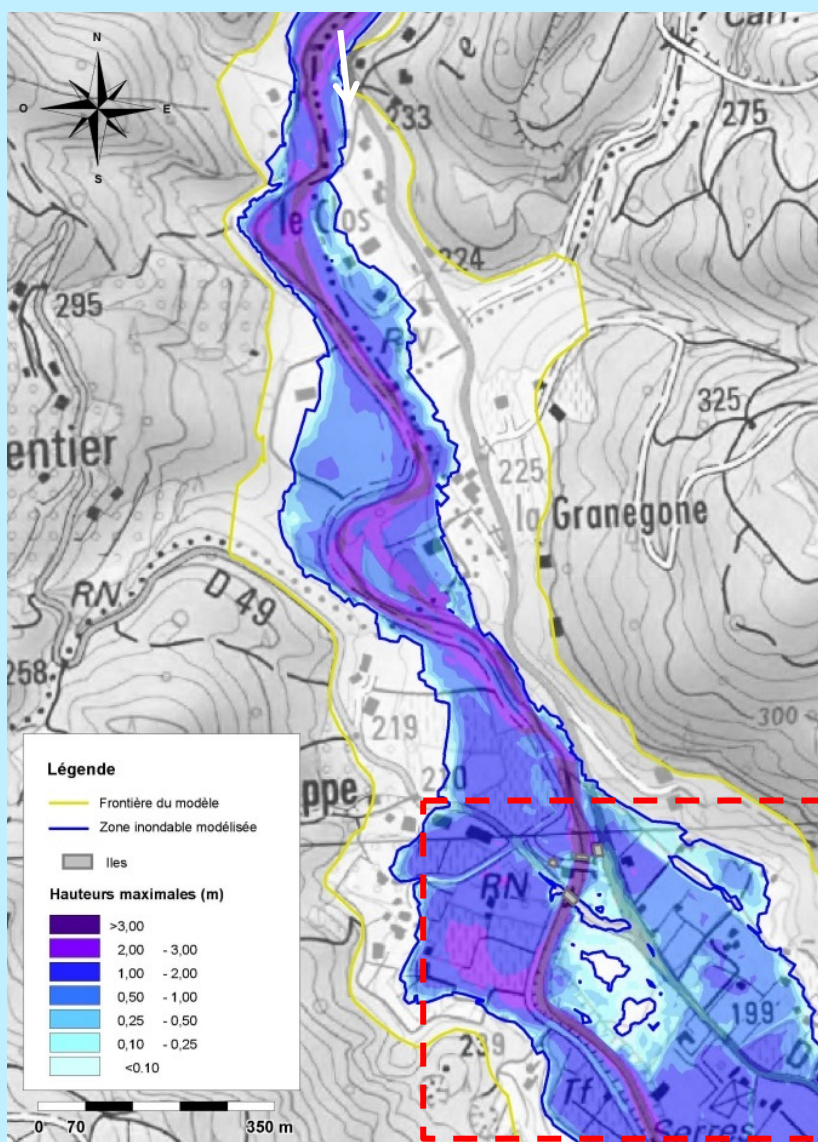 N
O
E
S
233
275
le
le Clos
224
RN
295
325
entier
225
la Granegone
RN
D 49
258
219
300
220
ppe
RN
199
D
239
Tf
Serres
Légende
Frontière du modèle
Zone inondable modélisée
Iles
Hauteurs maximales (m)
>3,00
2,00 - 3,00
1,00 - 2,00
0,50 - 1,00
0,25 - 0,50
0,10 - 0,25
<0.10
0 70 350 m